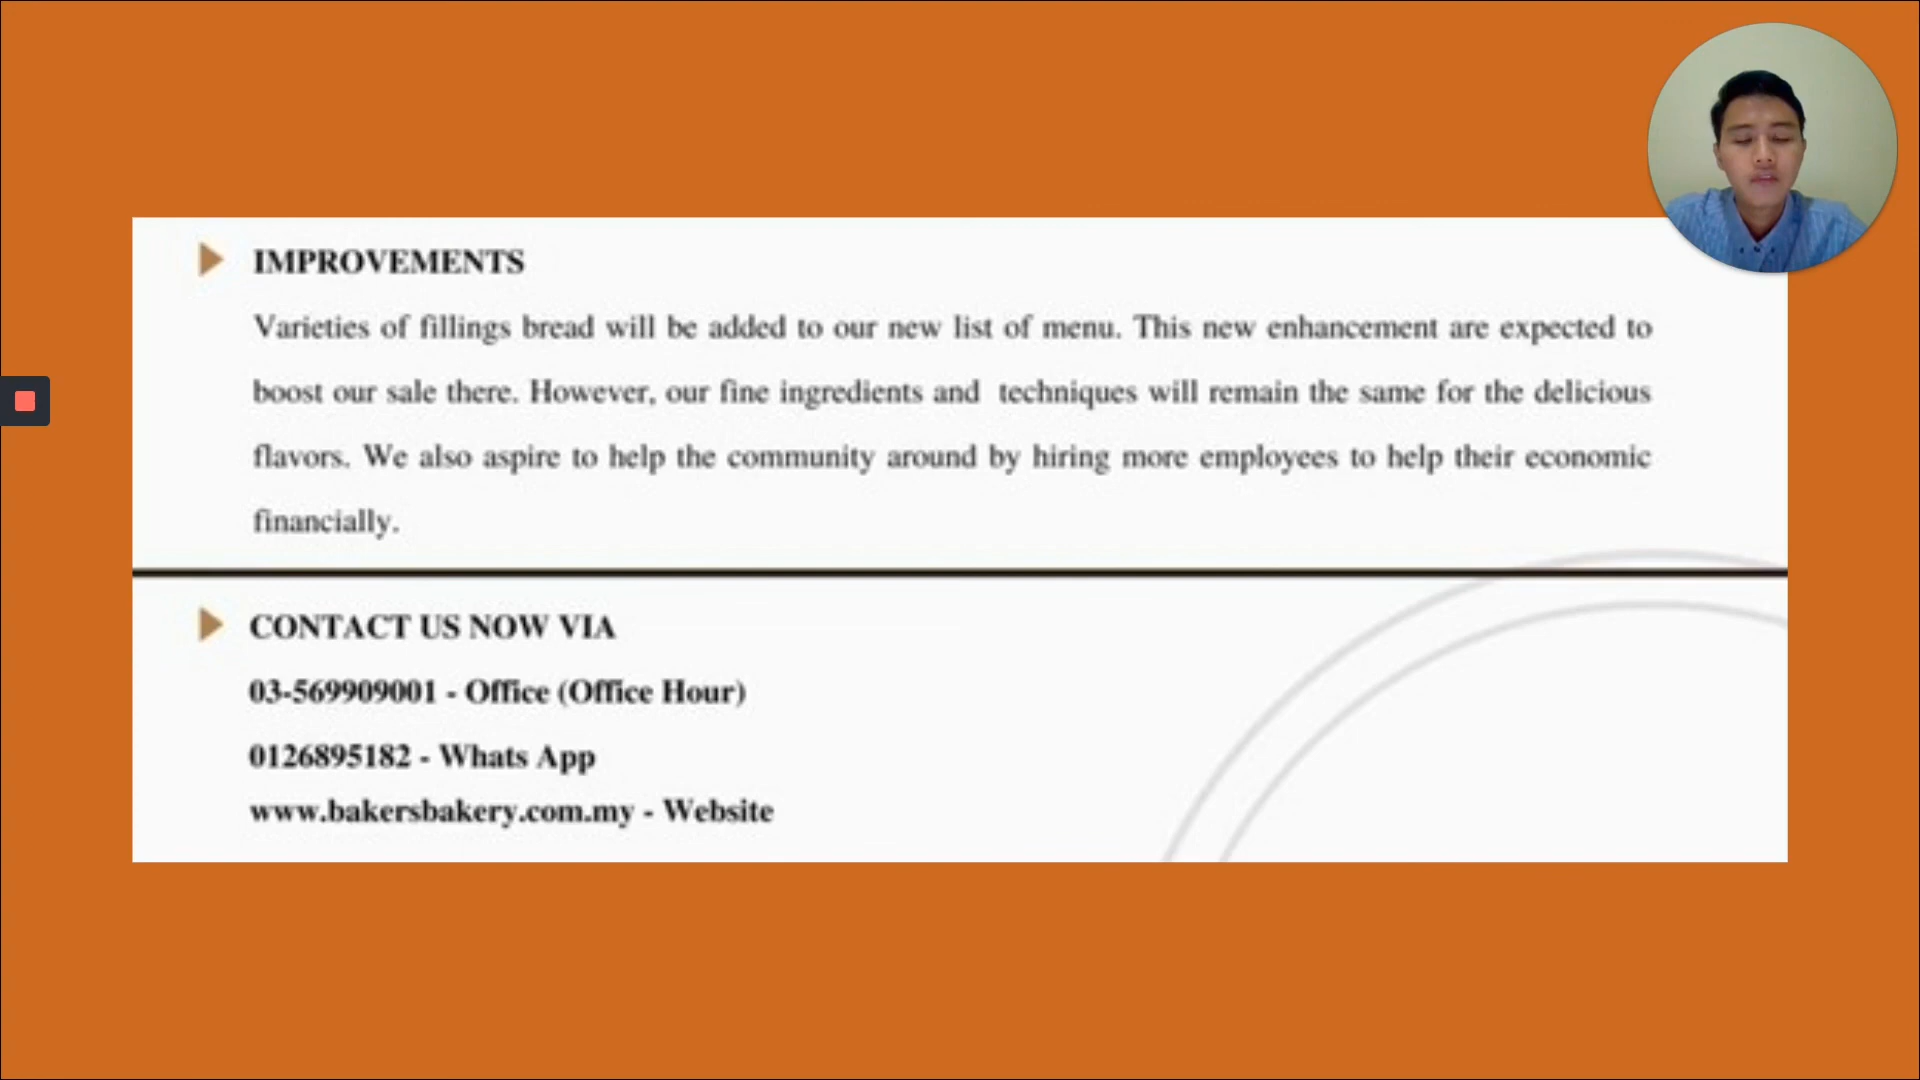 IMPROVEMENTS
Varieties of fillings bread will be added to our new list of menu. This new enhancement are expected to
boost our sale there. However, our fine ingredients and techniques will remain the same for the delicious
flavors. We also aspire to help the community around by hiring more employees to help their economic
financially.
CONTACT US NOW VIA
03-569909001 - Office (Office Hour)
0126895182 - Whats App
www.bakersbakery.com.my - Website